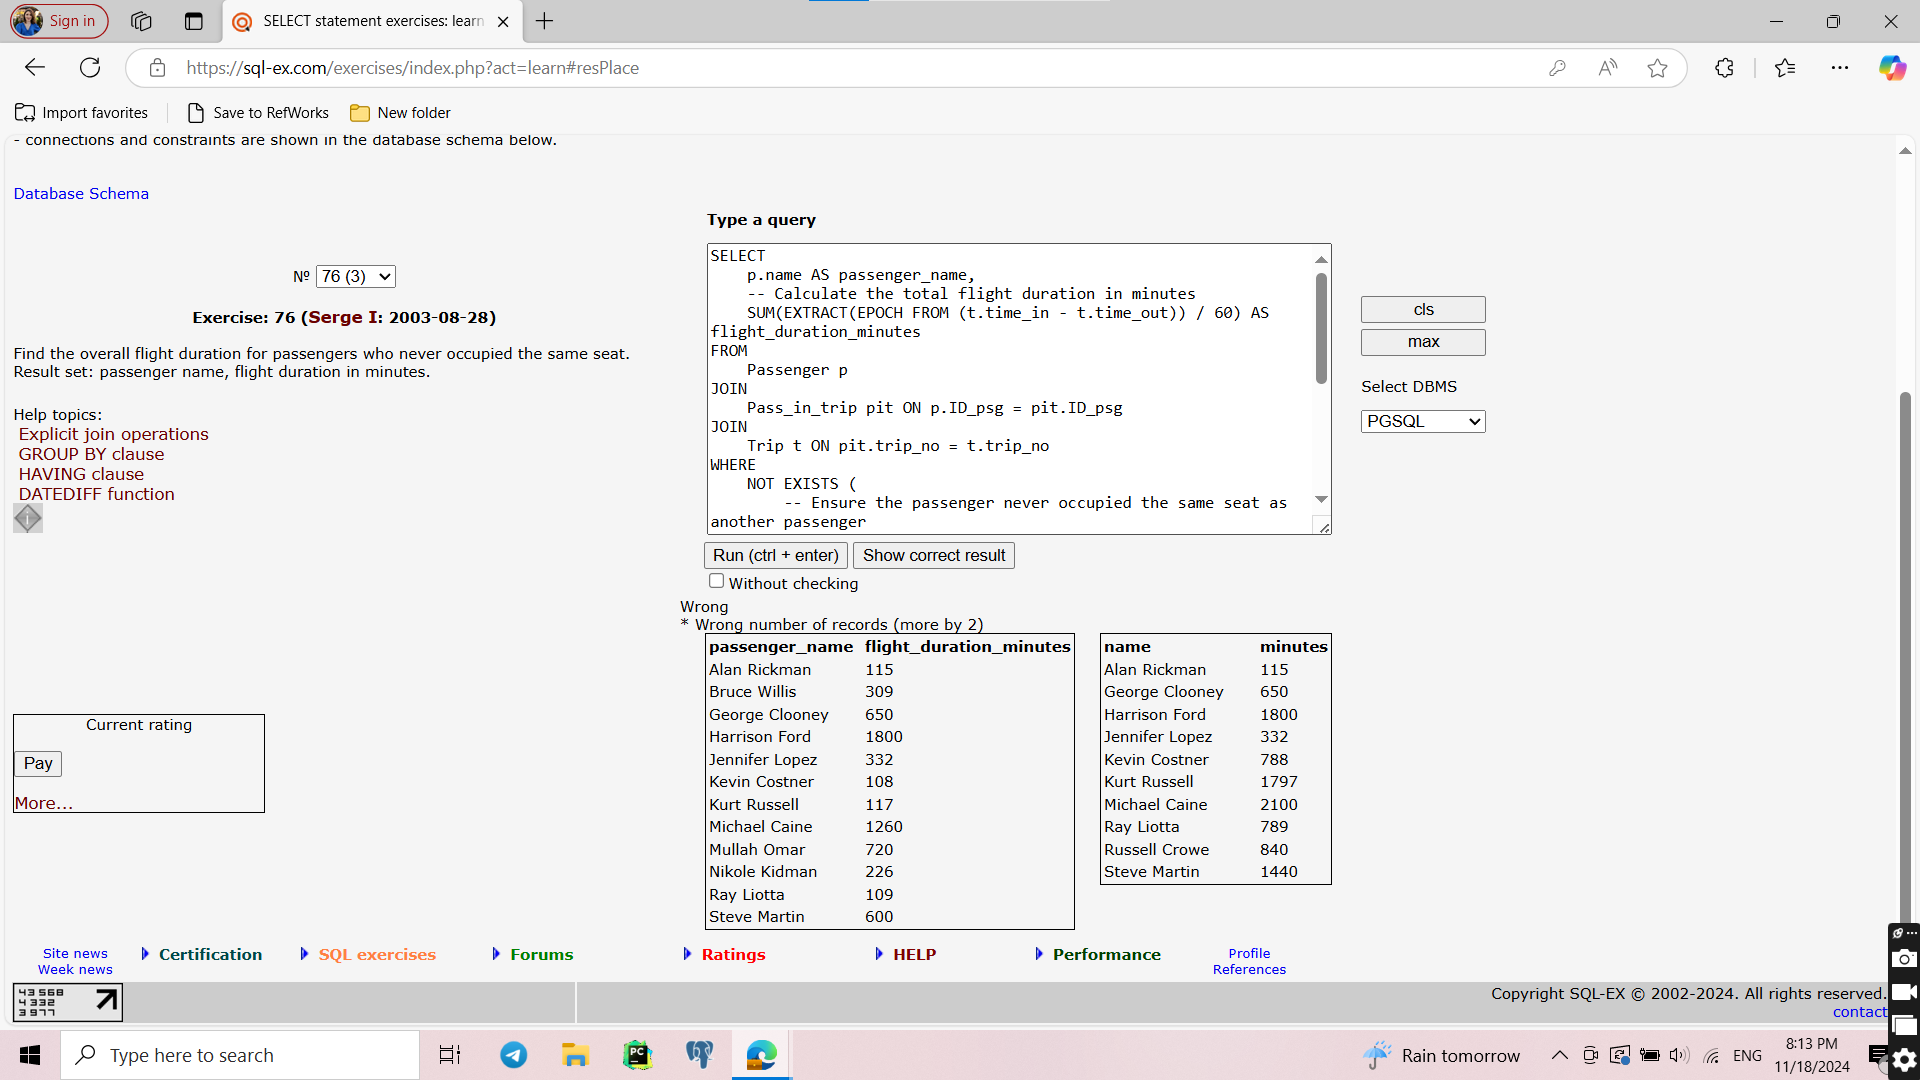 Sign in
SELECT statement exercises: learn
https://sql-ex.com/exercises/index.php?act=learn#resPlace
Import favorites
Save to RefWorks
New folder
- connections and constraints are shown in the database schema below.
Database Schema
Type a query
№ 76 (3)
Exercise: 76 (Serge I: 2003-08-28)
Find the overall flight duration for passengers who never occupied the same seat.
Result set: passenger name, flight duration in minutes.
Help topics:
Explicit join operations
GROUP BY clause
HAVING clause
DATEDIFF function
SELECT
p.name AS passenger_name,
-- Calculate the total flight duration in minutes
SUM(EXTRACT(EPOCH FROM (t.time_in - t.time_out)) / 60) AS
flight_duration_minutes
FROM
Passenger p
JOIN
Pass_in_trip pit ON p.ID_psg = pit.ID_psg
JOIN
Trip t ON pit.trip_no = t.trip_no
WHERE
NOT EXISTS (
-- Ensure the passenger never occupied the same seat as
another passenger
cls
max
Select DBMS
PGSQL
Run (ctrl + enter) Show correct result
Without checking
Wrong
* Wrong number of records (more by 2)
passenger_name flight_duration_minutes
Alan Rickman 115
Bruce Willis 309
George Clooney 650
Harrison Ford 1800
Jennifer Lopez 332
Kevin Costner 108
Kurt Russell 117
Michael Caine 1260
Mullah Omar 720
Nikole Kidman 226
Ray Liotta 109
Steve Martin 600
name minutes
Alan Rickman 115
George Clooney 650
Harrison Ford 1800
Jennifer Lopez 332
Kevin Costner 788
Kurt Russell 1797
Michael Caine 2100
Ray Liotta 789
Russell Crowe 840
Steve Martin 1440
Current rating
Pay
More...
Site news
Week news
Certification
SQL exercises
Forums
Ratings
HELP
Performance
Profile
References
43 568
4 332
3 977
Copyright SQL-EX © 2002-2024. All rights reserved.
contact
Type here to search
PC
Rain tomorrow
ENG
8:13 PM
11/18/2024